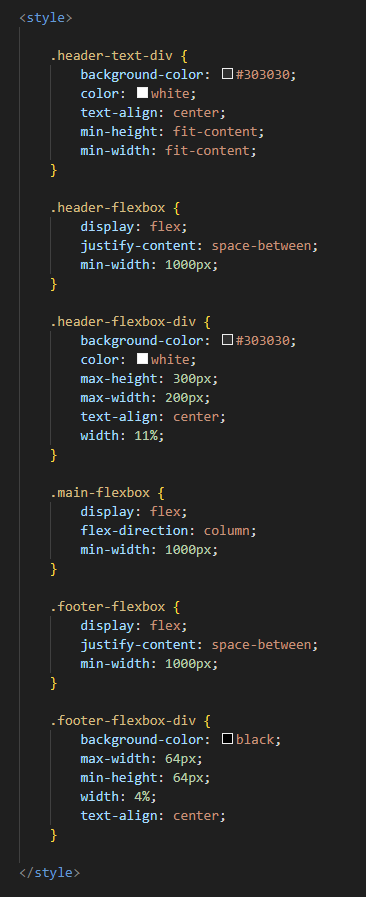 <style>
.header-text-div {
background-color: #303030;
color: white;
text-align: center;
min-height: fit-content;
min-width: fit-content;
}
.header-flexbox {
display: flex;
justify-content: space-between;
min-width: 1000px;
}
.header-flexbox-div {
background-color: #303030;
color: white;
max-height: 300px;
max-width: 200px;
text-align: center;
width: 11%;
}
.main-flexbox {
display: flex;
flex-direction: column;
min-width: 1000px;
}
.footer-flexbox {
display: flex;
justify-content: space-between;
min-width: 1000px;
}
.footer-flexbox-div {
background-color: black;
max-width: 64px;
min-height: 64px;
width: 4%;
text-align: center;
}
</style>